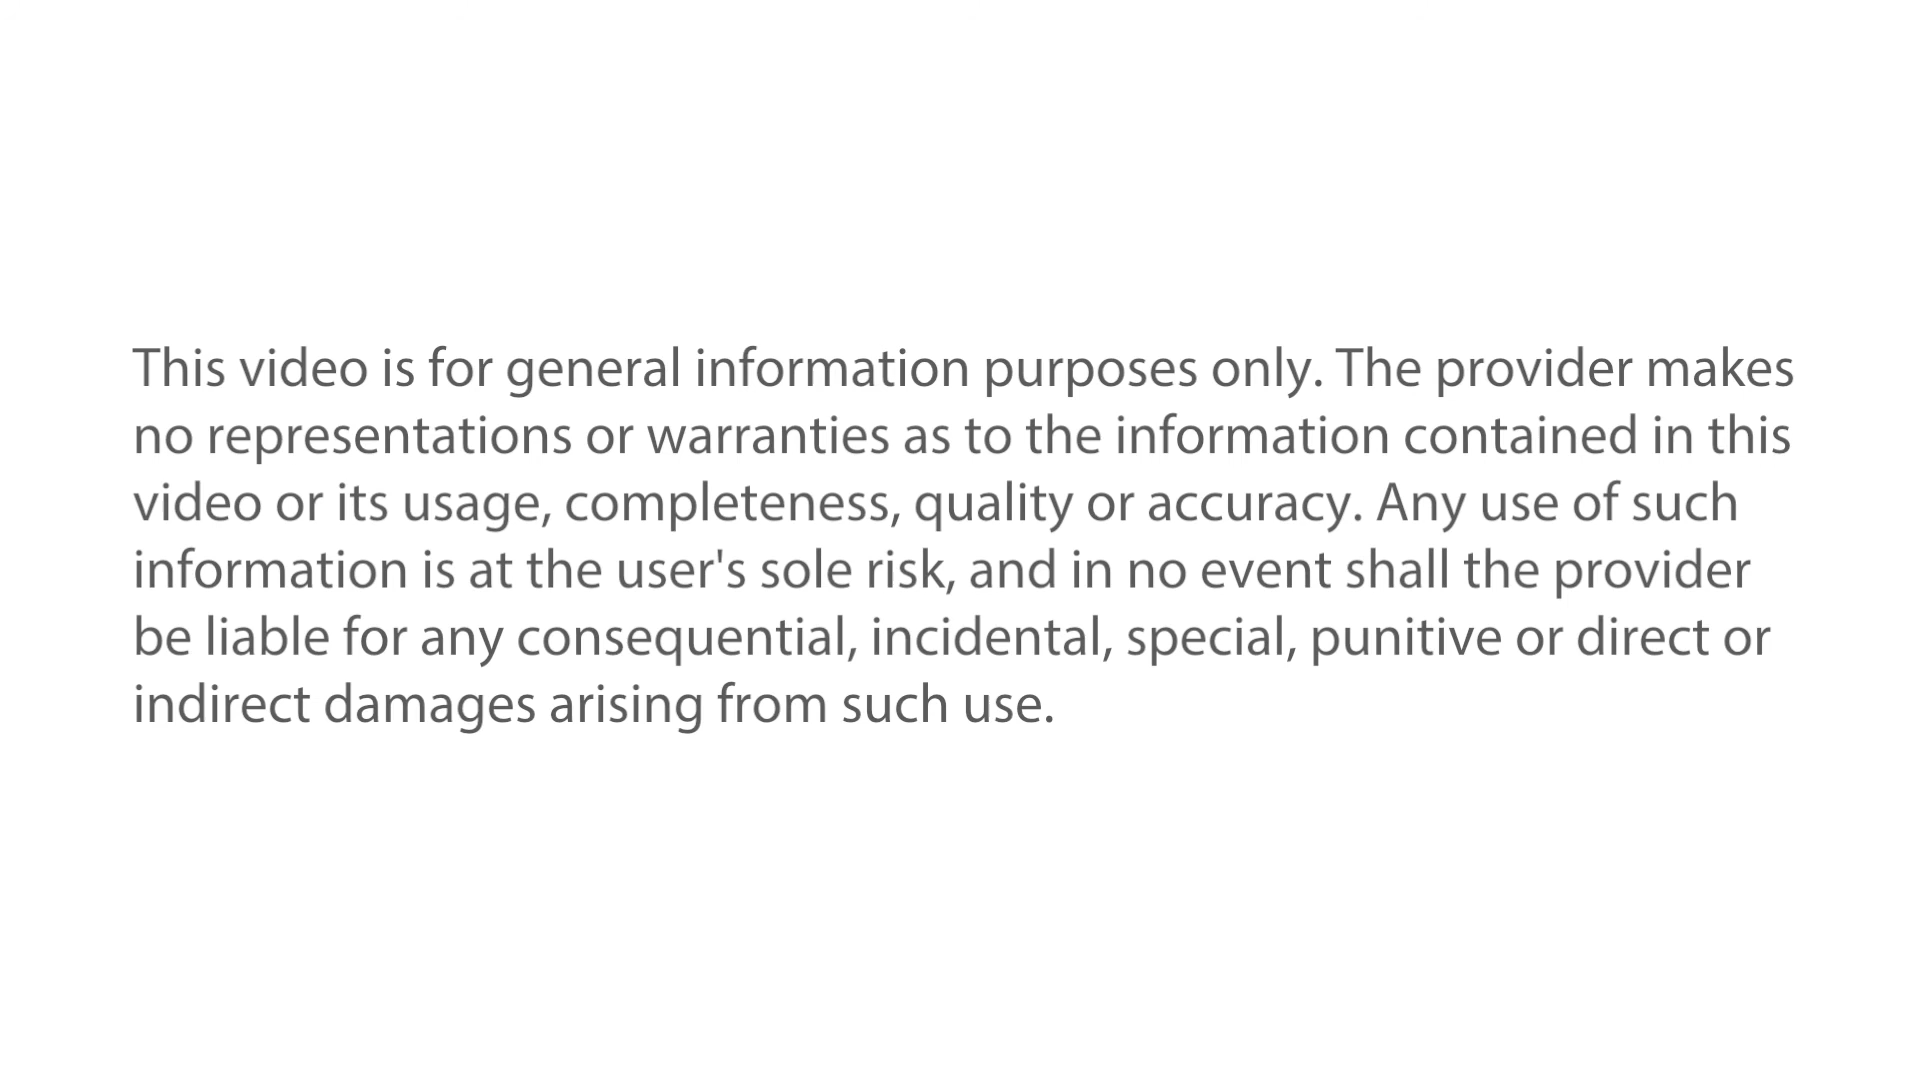 This video is for general information purposes only. The provider makes
no representations or warranties as to the information contained in this
video or its usage, completeness, quality or accuracy. Any use of such
information is at the user's sole risk, and in no event shall the provider
be liable for any consequential, incidental, special, punitive or direct or
indirect damages arising from such use.